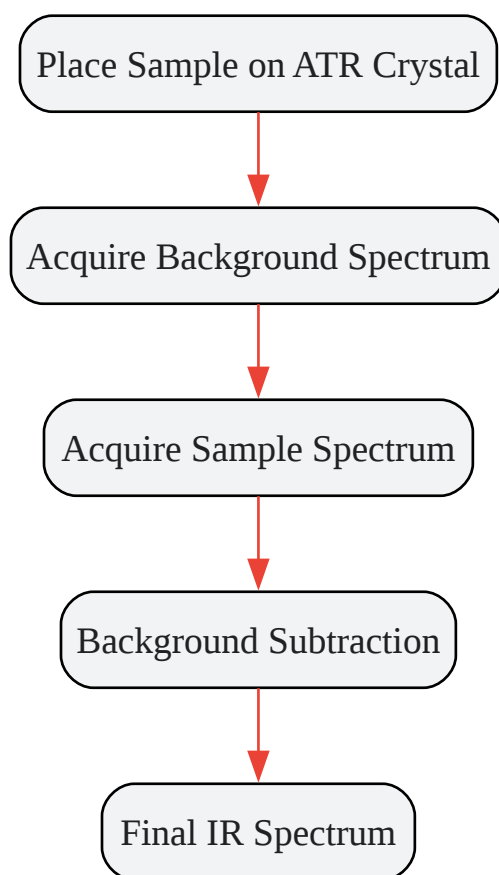 Place Sample on ATR Crystal
Acquire Background Spectrum
Acquire Sample Spectrum
Background Subtraction
Final IR Spectrum